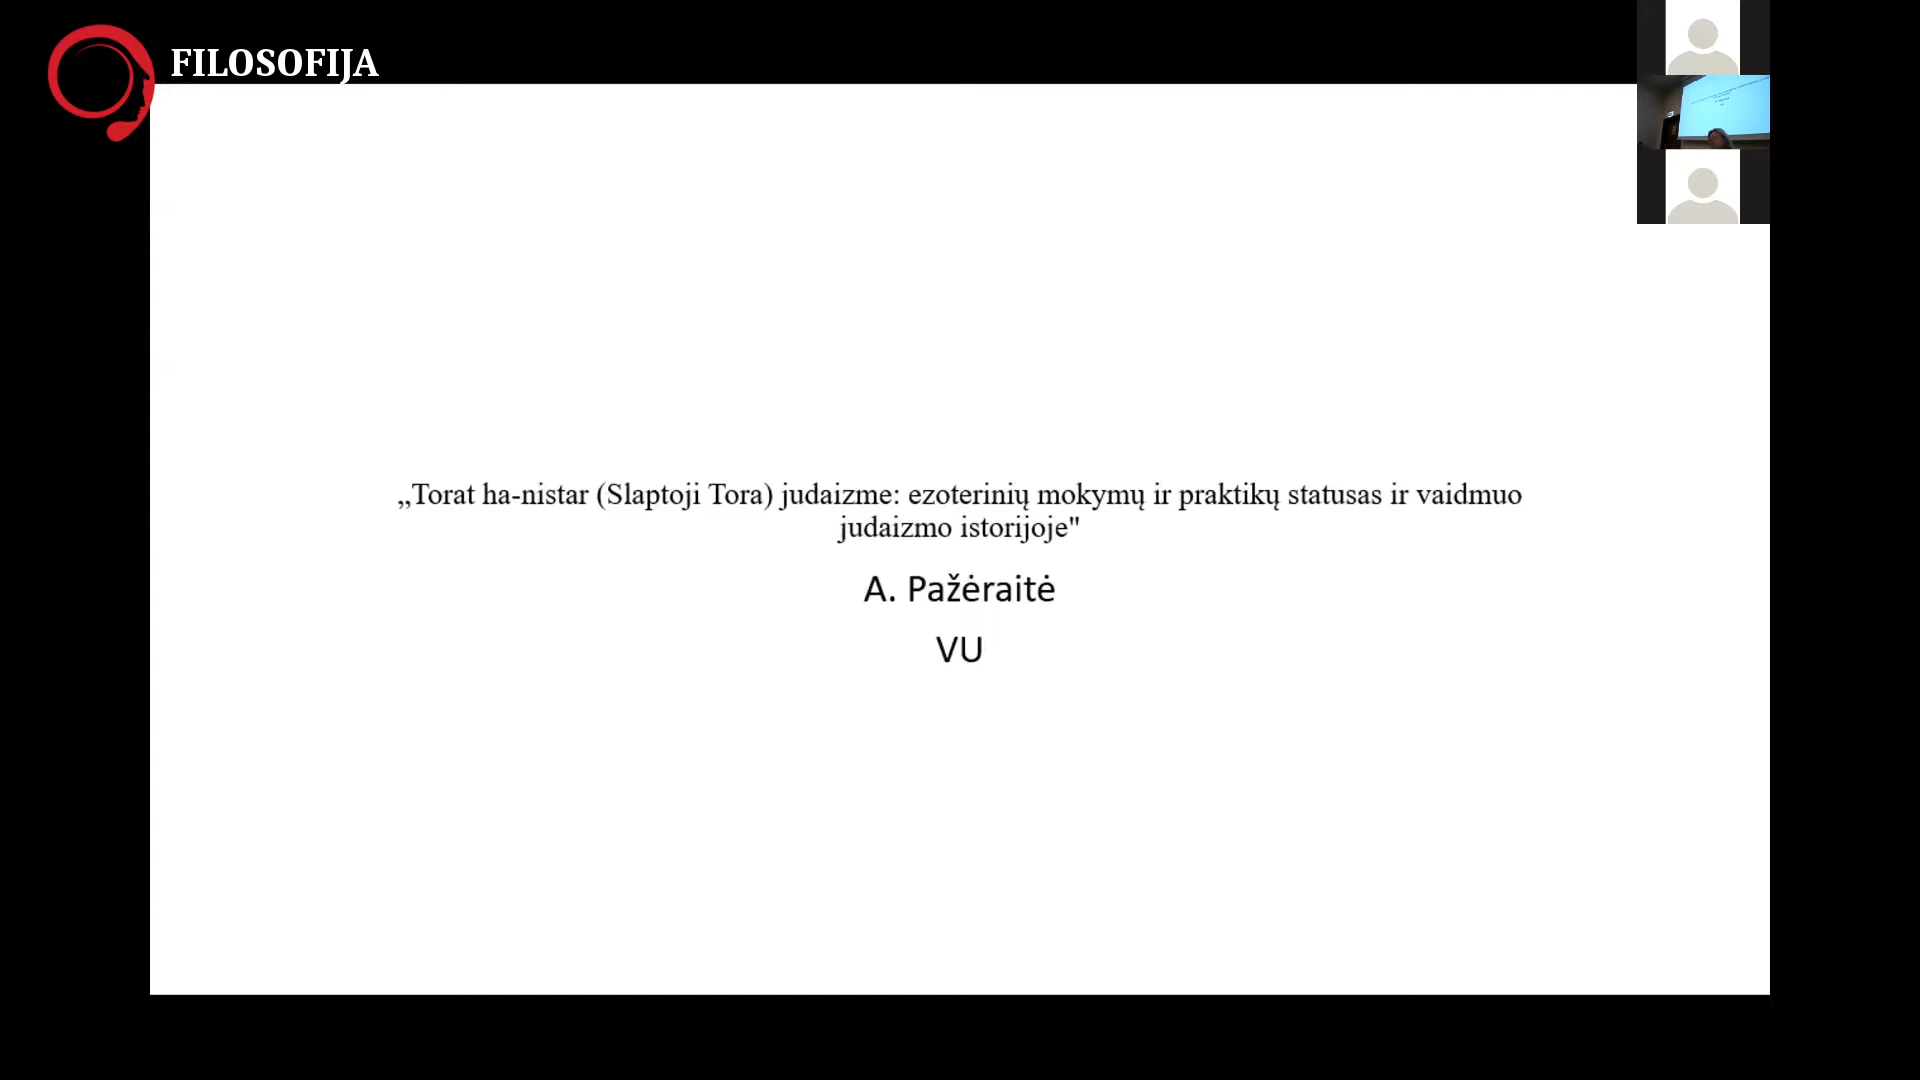 FILOSOFIJA
„Torat ha-nistar (Slaptoji Tora) judaizme: ezoterinių mokymų ir praktikų statusas ir vaidmuo
judaizmo istorijoje"
A. Pažėraitė
VU